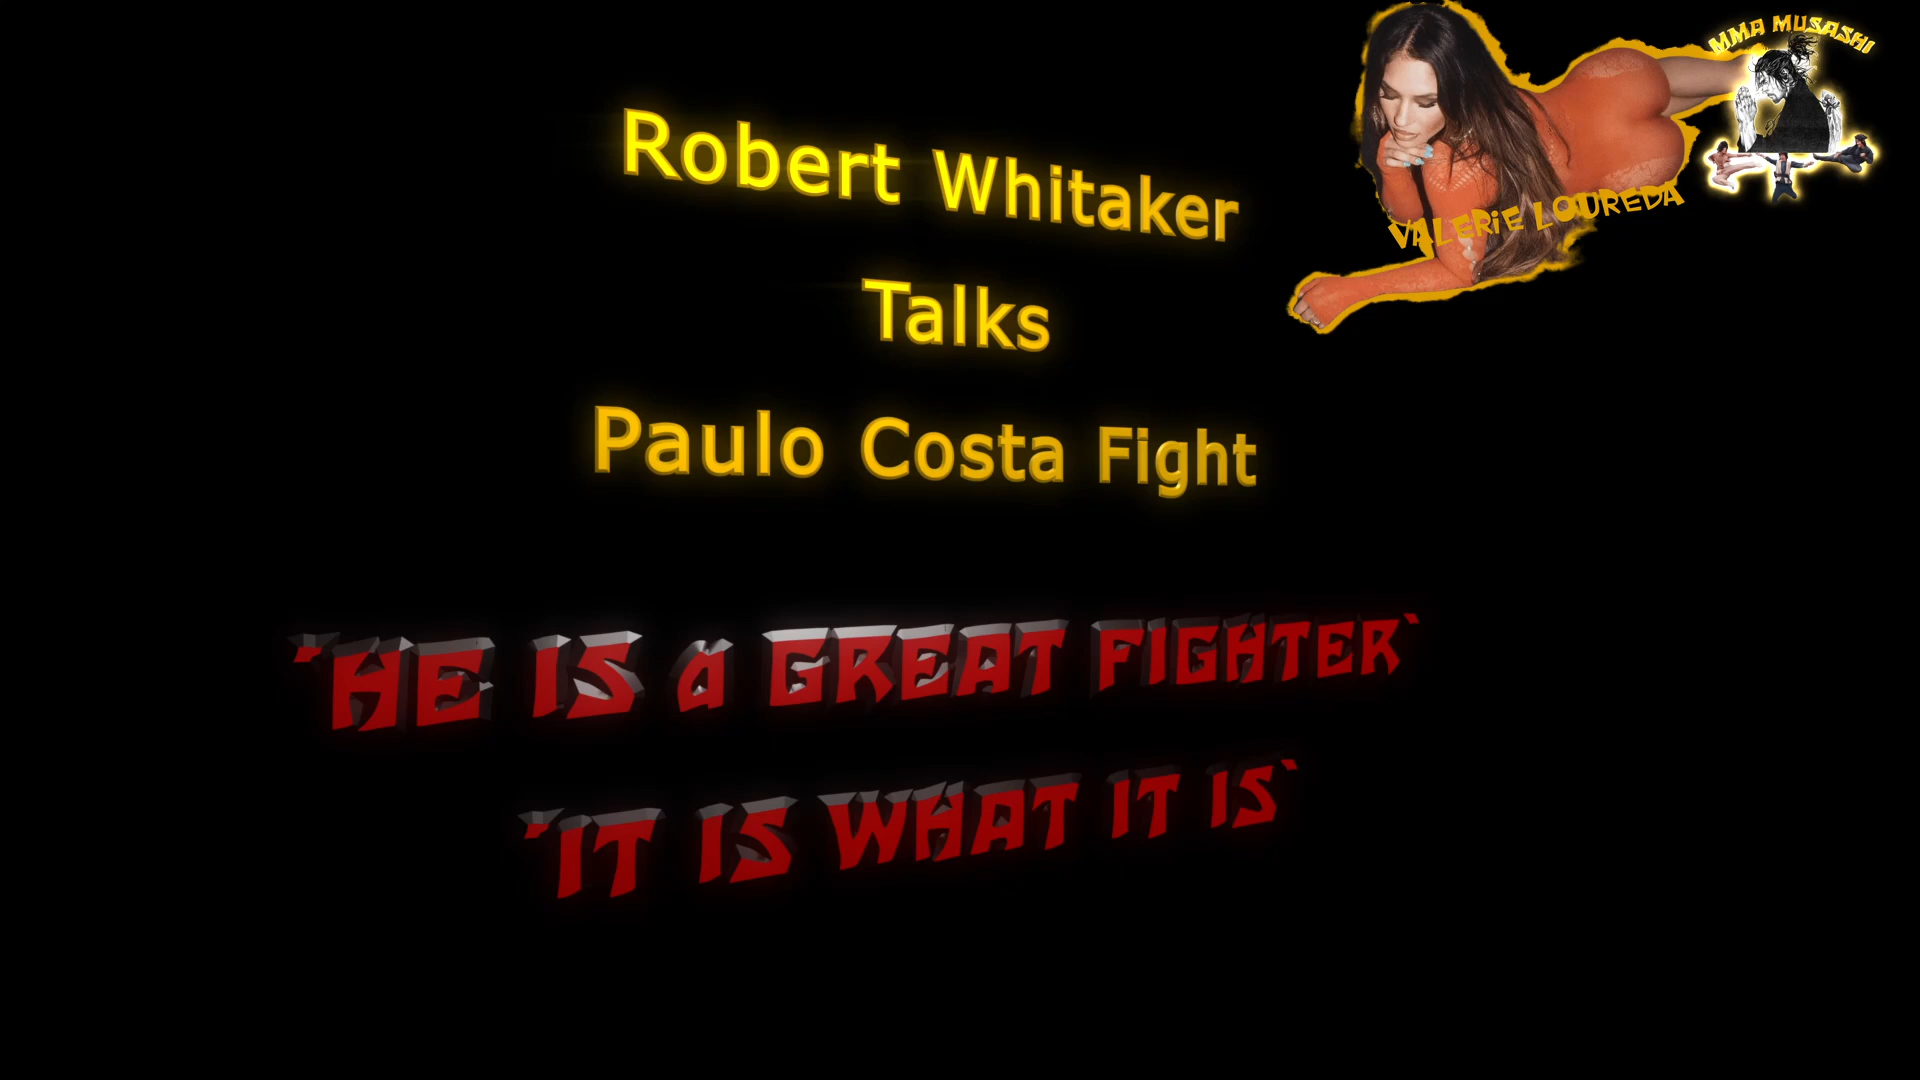 MMA MUSASHI
VALERIE LOUREDA
Robert Whitaker
Talks
Paulo Costa Fight
"HE IS a GREAT FIGHTER`
"IT IS WHAT IT IS`